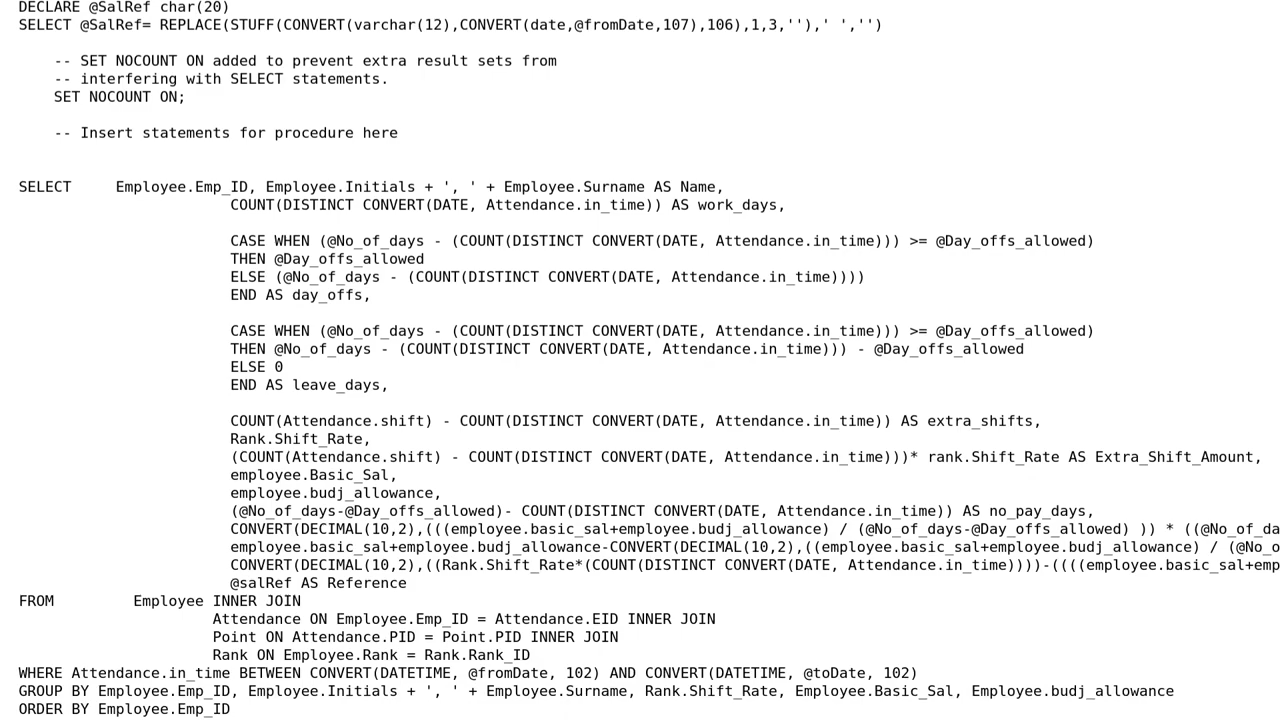 DECLARE @SalRef char(20)
SELECT @SalRef= REPLACE(STUFF(CONVERT(varchar(12),CONVERT(date,@fromDate,107),106),1,3,''),' ','')
-- SET NOCOUNT ON added to prevent extra result sets from
-- interfering with SELECT statements.
SET NOCOUNT ON;
-- Insert statements for procedure here
SELECT     Employee.Emp_ID, Employee.Initials + ', ' + Employee.Surname AS Name,
COUNT(DISTINCT CONVERT(DATE, Attendance.in_time)) AS work_days,
CASE WHEN (@No_of_days - (COUNT(DISTINCT CONVERT(DATE, Attendance.in_time))) >= @Day_offs_allowed)
THEN @Day_offs_allowed
ELSE (@No_of_days - (COUNT(DISTINCT CONVERT(DATE, Attendance.in_time))))
END AS day_offs,
CASE WHEN (@No_of_days - (COUNT(DISTINCT CONVERT(DATE, Attendance.in_time))) >= @Day_offs_allowed)
THEN @No_of_days - (COUNT(DISTINCT CONVERT(DATE, Attendance.in_time))) - @Day_offs_allowed
ELSE 0
END AS leave_days,
COUNT(Attendance.shift) - COUNT(DISTINCT CONVERT(DATE, Attendance.in_time)) AS extra_shifts,
Rank.Shift_Rate,
(COUNT(Attendance.shift) - COUNT(DISTINCT CONVERT(DATE, Attendance.in_time)))* rank.Shift_Rate AS Extra_Shift_Amount,
employee.Basic_Sal,
employee.budj_allowance,
(@No_of_days-@Day_offs_allowed)- COUNT(DISTINCT CONVERT(DATE, Attendance.in_time)) AS no_pay_days,
CONVERT(DECIMAL(10,2),(((employee.basic_sal+employee.budj_allowance) / (@No_of_days-@Day_offs_allowed) )) * ((@No_of_da
employee.basic_sal+employee.budj_allowance-CONVERT(DECIMAL(10,2),((employee.basic_sal+employee.budj_allowance) / (@No_o
CONVERT(DECIMAL(10,2),((Rank.Shift_Rate*(COUNT(DISTINCT CONVERT(DATE, Attendance.in_time))))-((((employee.basic_sal+emp
@salRef AS Reference
FROM         Employee INNER JOIN
Attendance ON Employee.Emp_ID = Attendance.EID INNER JOIN
Point ON Attendance.PID = Point.PID INNER JOIN
Rank ON Employee.Rank = Rank.Rank_ID
WHERE Attendance.in_time BETWEEN CONVERT(DATETIME, @fromDate, 102) AND CONVERT(DATETIME, @toDate, 102)
GROUP BY Employee.Emp_ID, Employee.Initials + ', ' + Employee.Surname, Rank.Shift_Rate, Employee.Basic_Sal, Employee.budj_allowance
ORDER BY Employee.Emp_ID